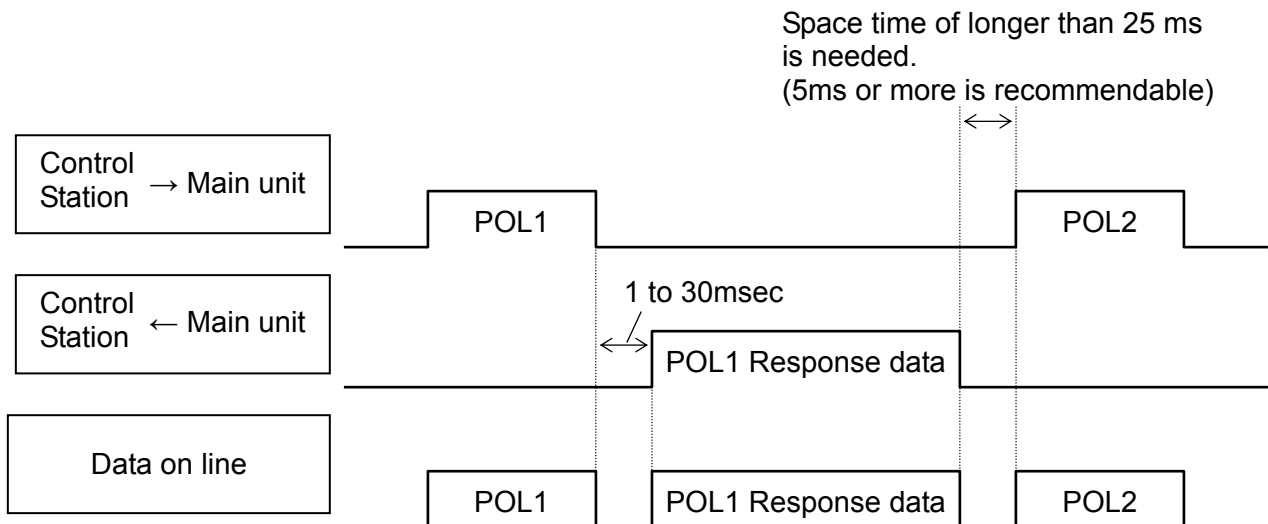 Space time of longer than 25 ms
is needed.
(5ms or more is recommendable)
Control
Station → Main unit
POL1
POL2
Control
Station ← Main unit
1 to 30msec
POL1 Response data
Data on line
POL1
POL1 Response data
POL2